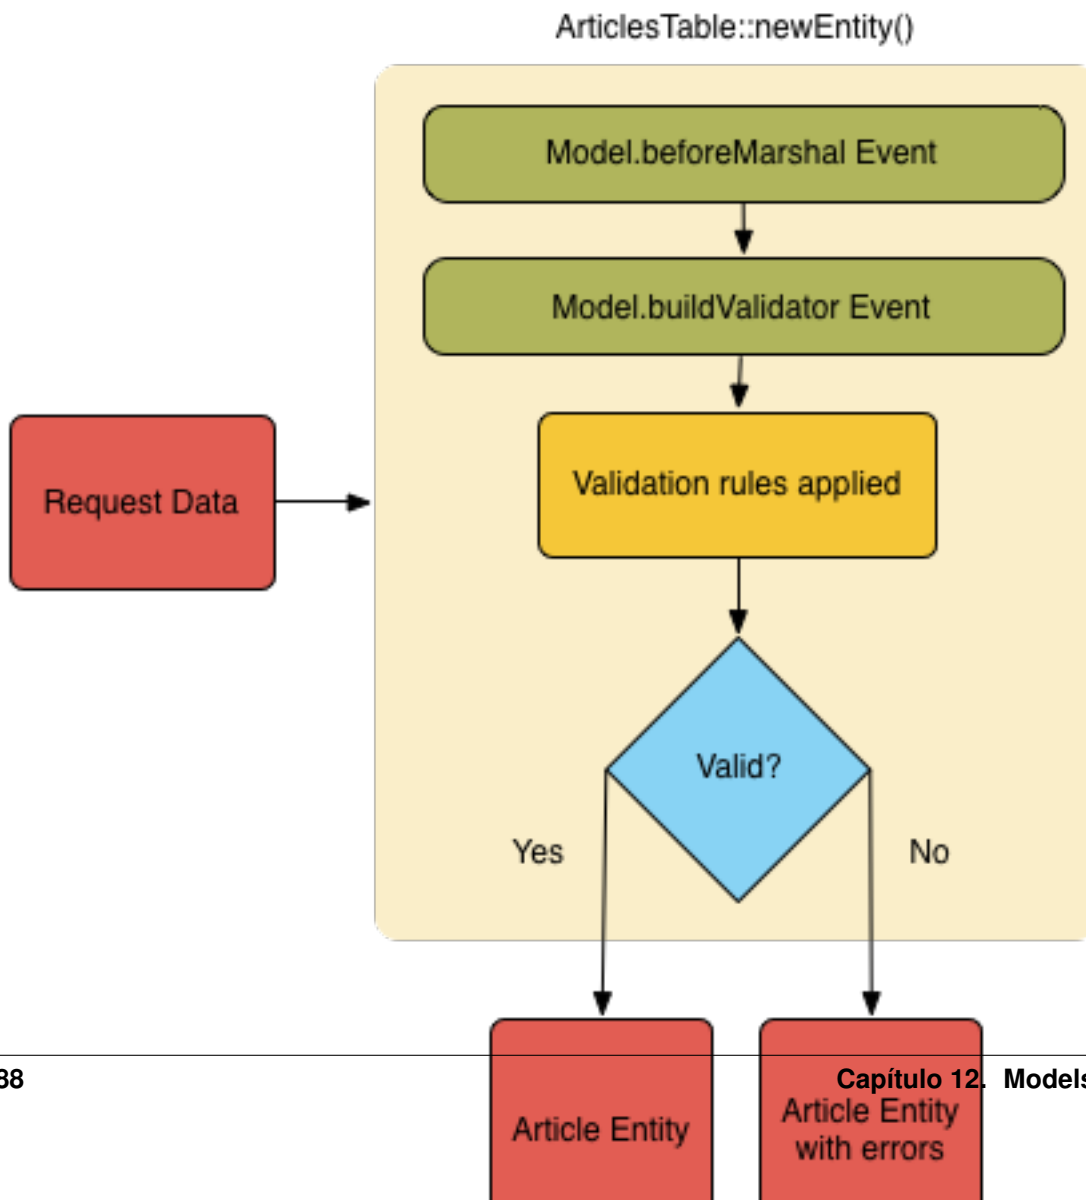 ArticlesTable::newEntity()
Model.beforeMarshal Event
Model.buildValidator Event
Request Data
Validation rules applied
Valid?
Yes
No
88
Capítulo 12. Models
Article Entity
Article Entity
with errors